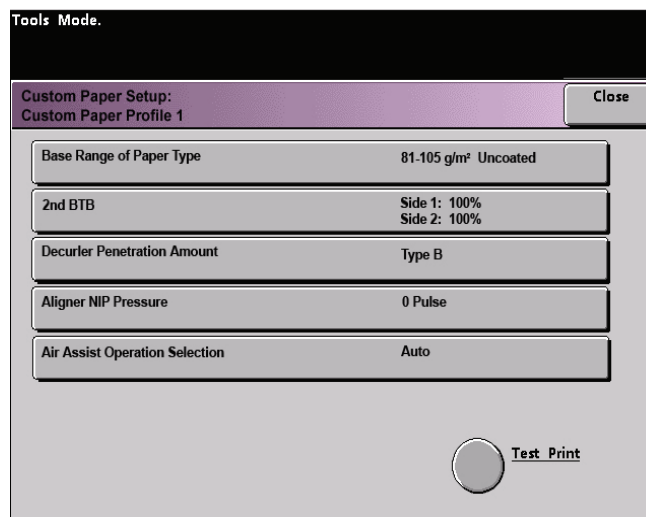 Tools Mode.
Custom Paper Setup:
Close
Custom Paper Profile 1
Base Range of Paper Type
81-105 g/m² Uncoated
2nd BTB
Side 1: 100%
Side 2: 100%
Decurler Penetration Amount
Type B
Aligner NIP Pressure
0 Pulse
Air Assist Operation Selection
Auto
Test Print